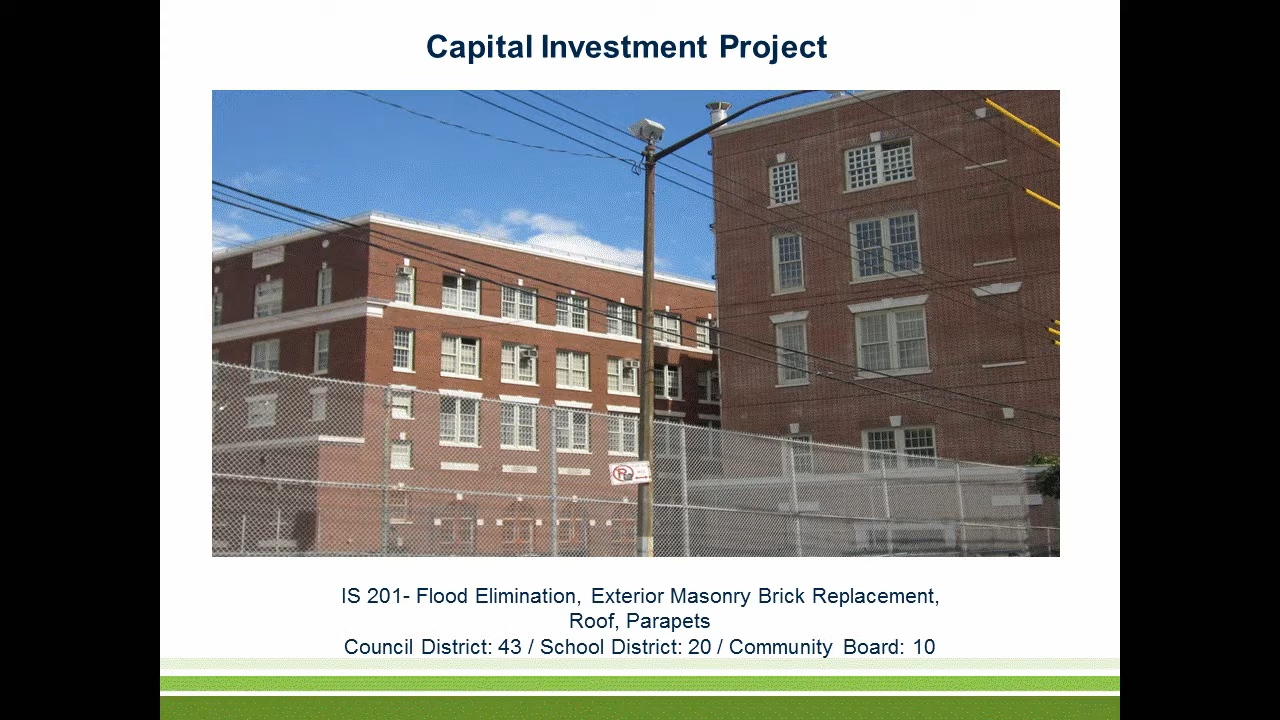 Capital Investment Project
IS 201- Flood Elimination, Exterior Masonry Brick Replacement,
Roof, Parapets
Council District: 43 / School District: 20 / Community Board: 10